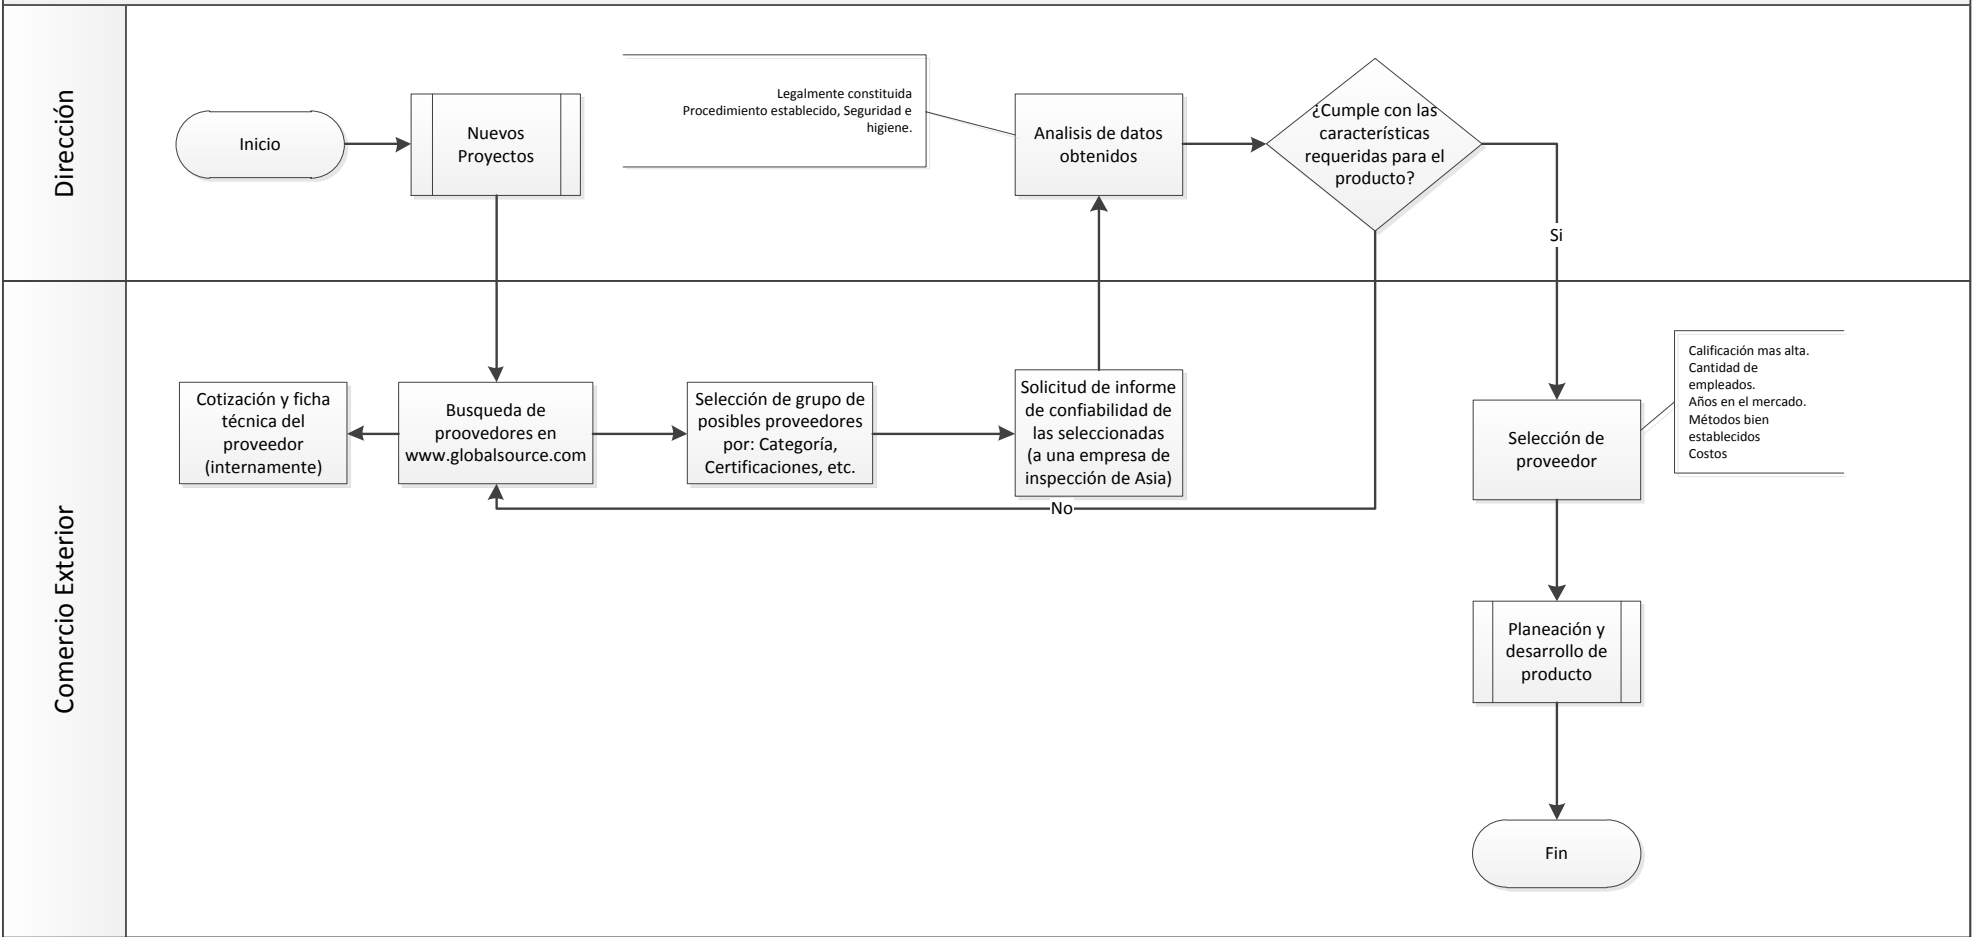 Dirección
Inicio
Nuevos
Proyectos
Legalmente constituida
Procedimiento establecido, Seguridad e
higiene.
Analisis de datos
obtenidos
¿Cumple con las
características
requeridas para el
producto?
Si
Comercio Exterior
Cotización y ficha
técnica del
proveedor
(internamente)
Busqueda de
proovedores en
www.globalsource.com
Selección de grupo de
posibles proveedores
por: Categoría,
Certificaciones, etc.
Solicitud de informe
de confiabilidad de
las seleccionadas
(a una empresa de
inspección de Asia)
No
Selección de
proveedor
Calificación mas alta.
Cantidad de
empleados.
Años en el mercado.
Métodos bien
establecidos
Costos
Planeación y
desarrollo de
producto
Fin